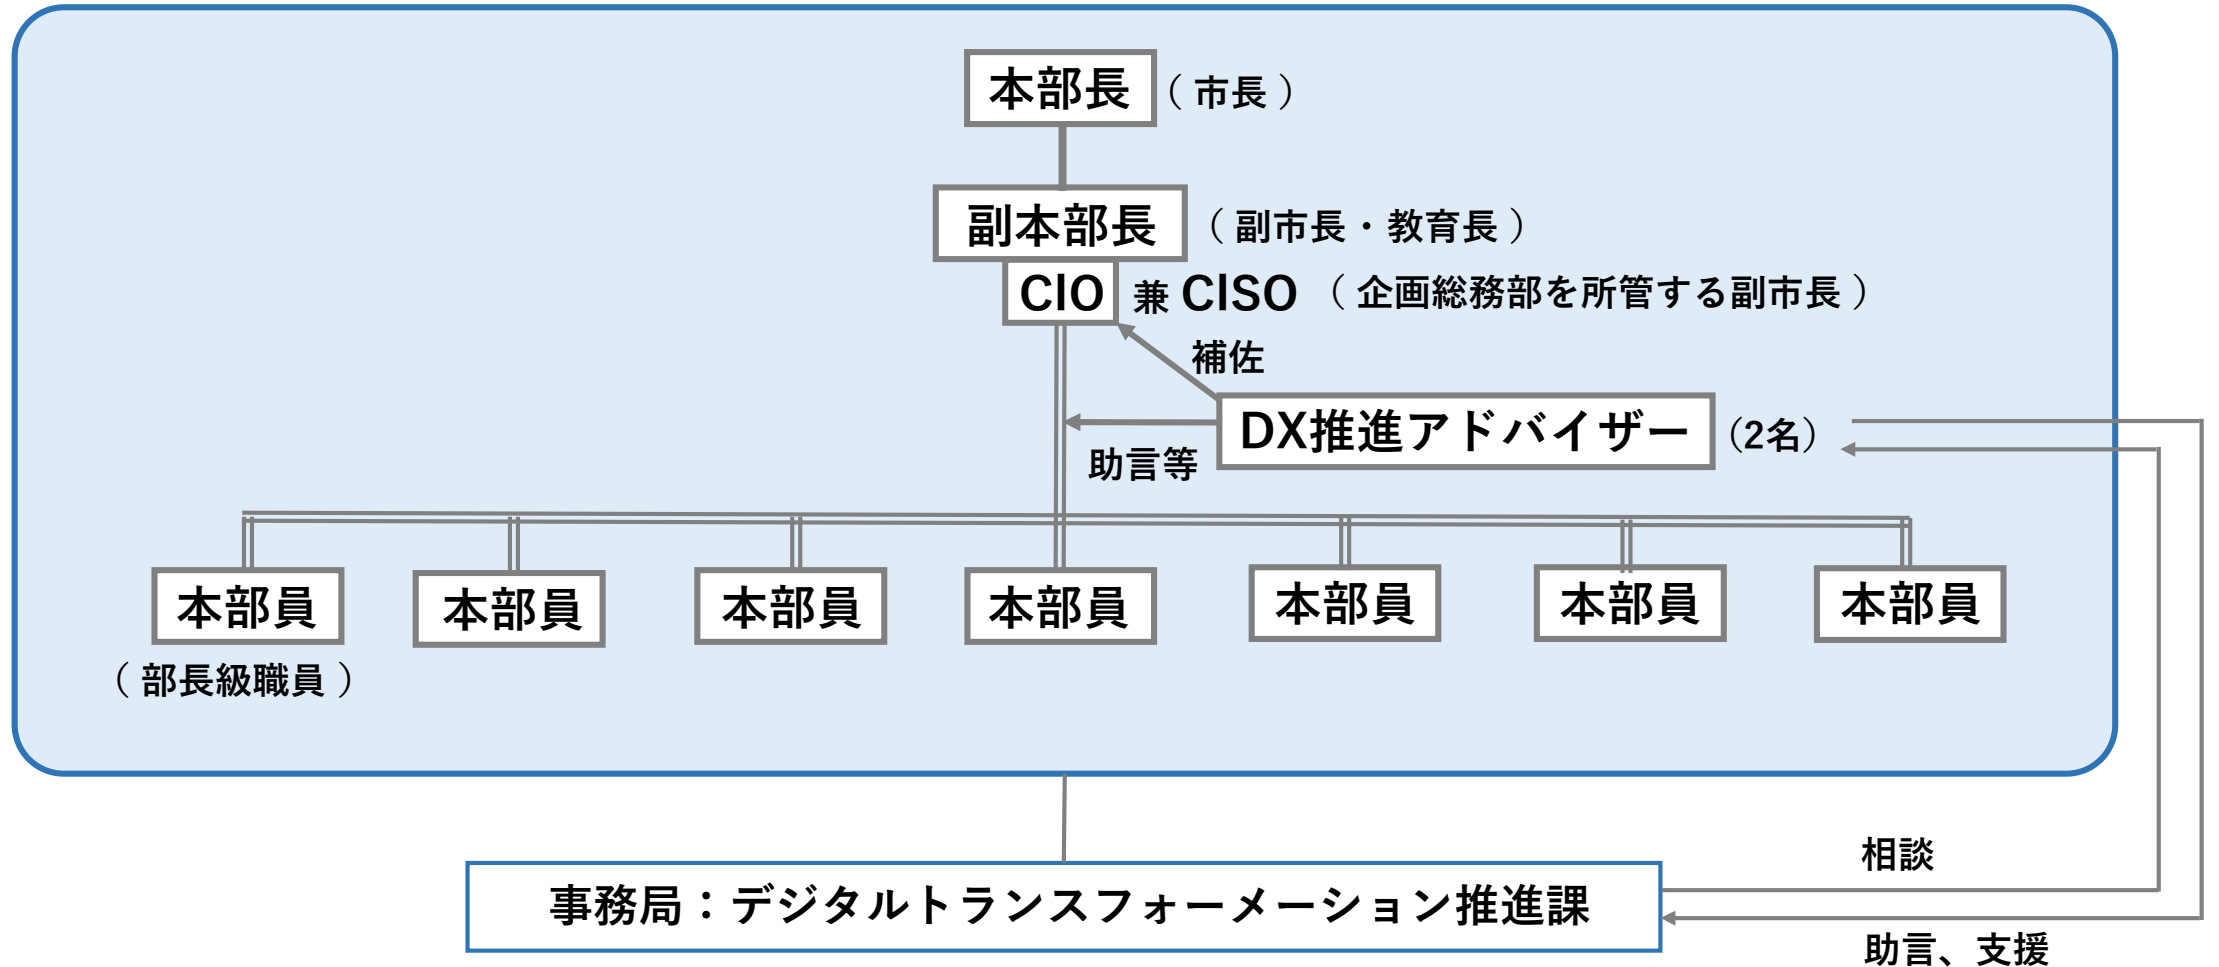 本部長（ 市長 ）
副本部長（ 副市長・教育長 ）
CIO 兼 CISO （ 企画総務部を所管する副市長 ）
補佐
DX推進アドバイザー（2名）
助言等
本部員 本部員 本部員 本部員 本部員 本部員 本部員
（ 部長級職員 ）
相談
事務局：デジタルトランスフォーメーション推進課
助言、支援